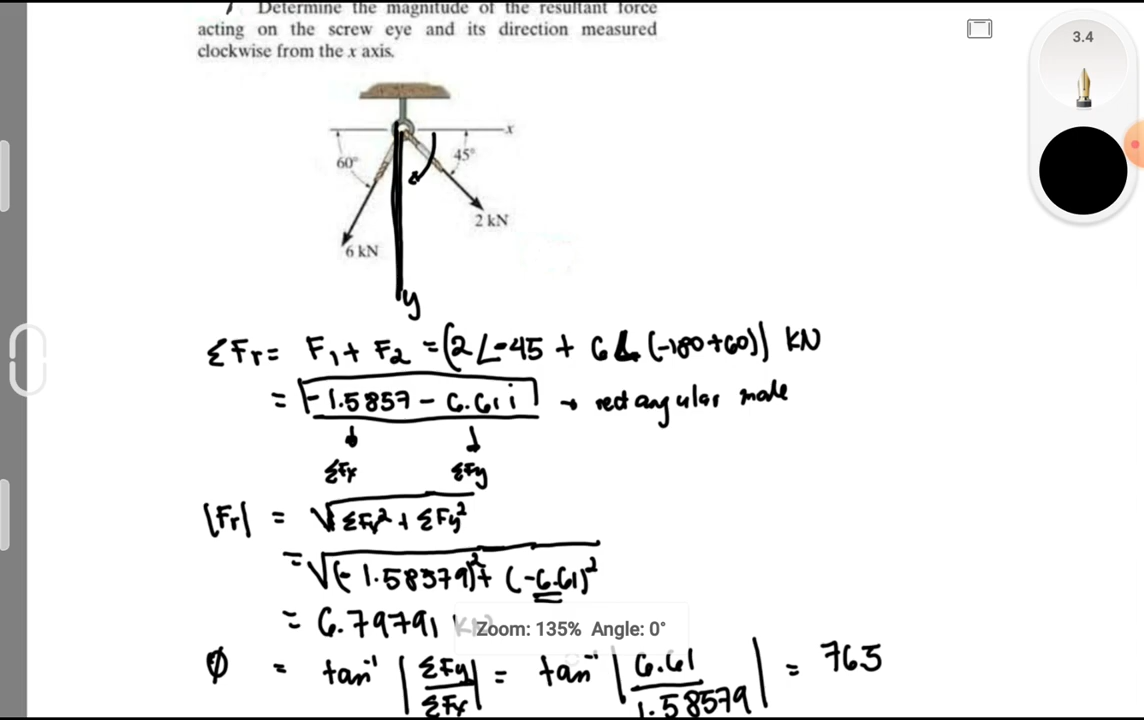 Determine the magnitude of the resultant force
acting on the screw eye and its direction measured
clockwise from the x axis.
3.4
x
60°
45°
2 kN
6 kN
y
ΣFr = F1 + F2 = (2∠-45 + 6∠(-180+60)) kN
= -1.5857 - 6.61i → rectangular mode
ΣFx ΣFy
|Fr| = √ΣFx² + ΣFy²
= √(-1.58579)² + (-6.61)²
= 6.79791 kN
Zoom: 135% Angle: 0°
Ø = tan⁻¹ |ΣFy/ΣFx| = tan⁻¹ |6.61/1.58579| = 765